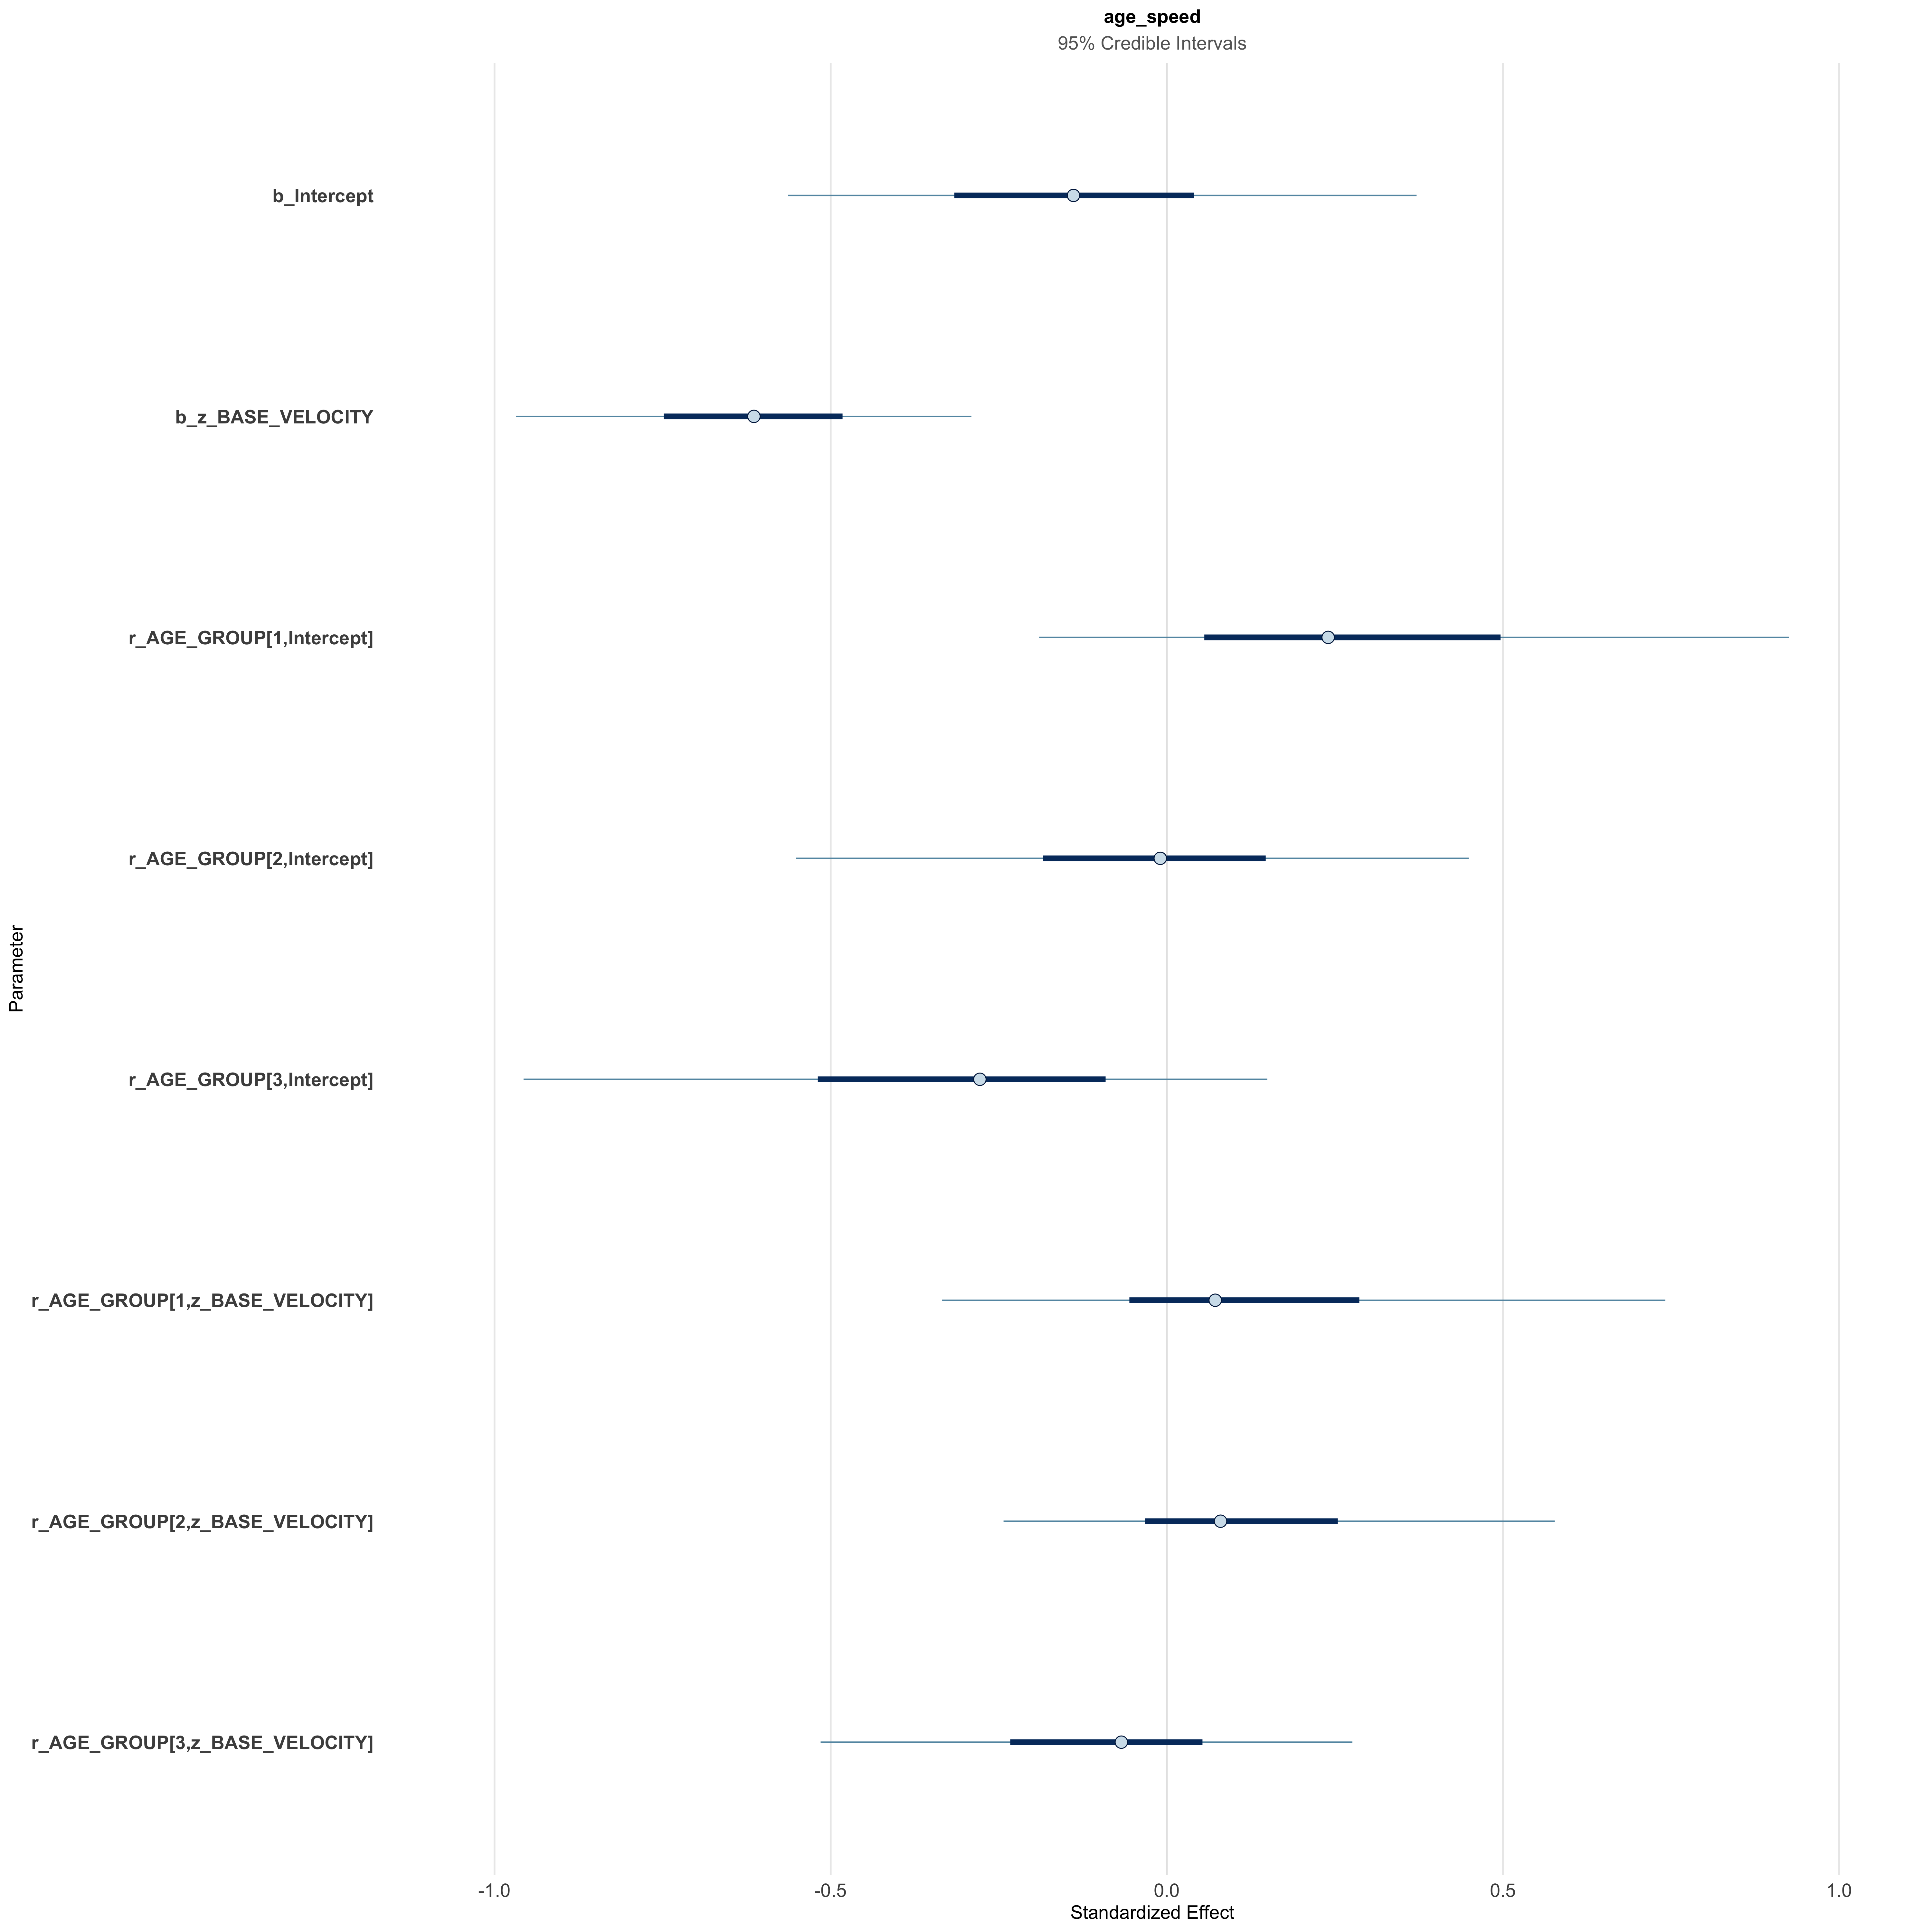 age_speed
95% Credible Intervals
b_Intercept
b_z_BASE_VELOCITY
r_AGE_GROUP[1,Intercept]
r_AGE_GROUP[2,Intercept]
r_AGE_GROUP[3,Intercept]
r_AGE_GROUP[1,z_BASE_VELOCITY]
r_AGE_GROUP[2,z_BASE_VELOCITY]
r_AGE_GROUP[3,z_BASE_VELOCITY]
Parameter
-1.0 -0.5 0.0 0.5 1.0
Standardized Effect